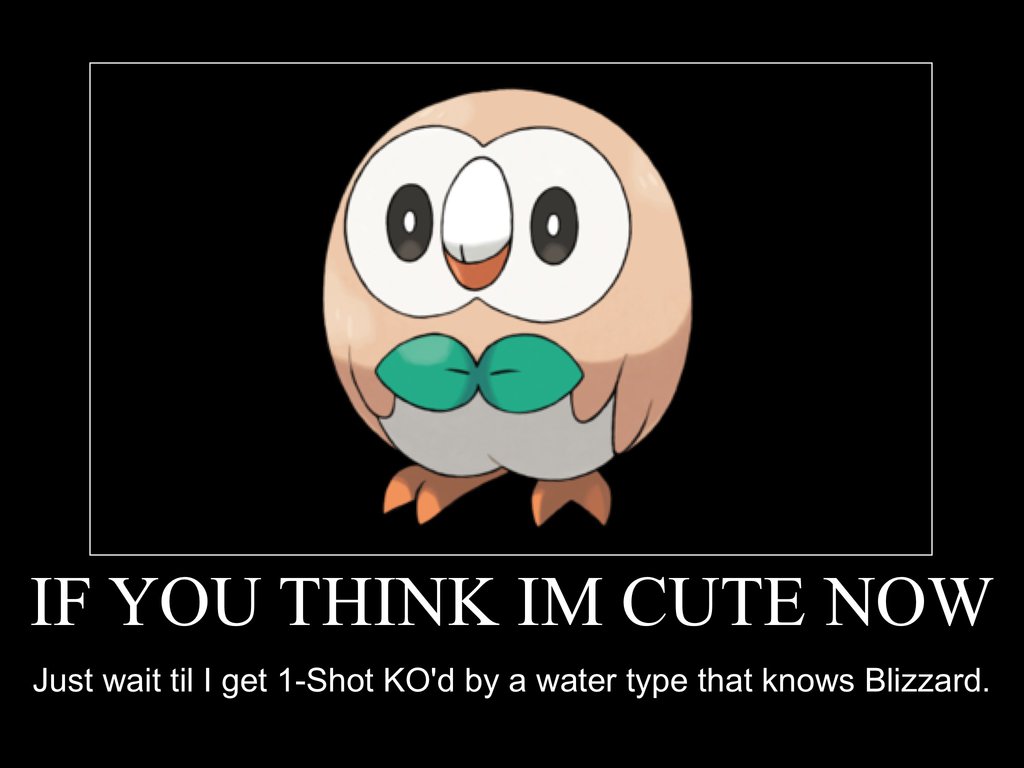 IF YOU THINK IM CUTE NOW
Just wait til I get 1-Shot KO'd by a water type that knows Blizzard.